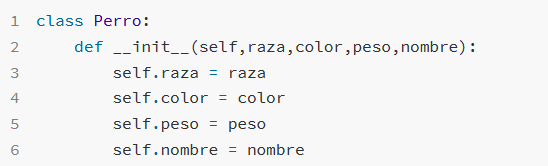 1 class Perro:
2     def __init__(self,raza,color,peso,nombre):
3         self.raza = raza
4         self.color = color
5         self.peso = peso
6         self.nombre = nombre